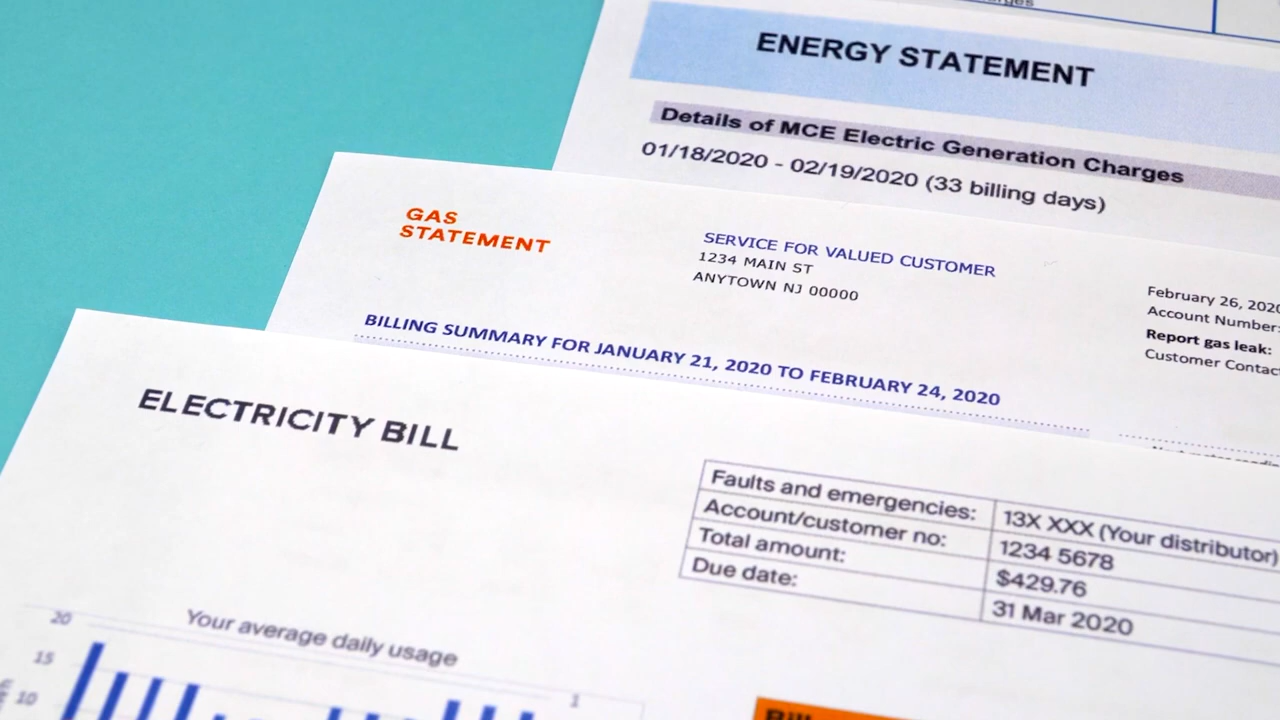 ENERGY STATEMENT
Details of MCE Electric Generation Charges
01/18/2020 - 02/19/2020 (33 billing days)
GAS
STATEMENT
SERVICE FOR VALUED CUSTOMER
1234 MAIN ST
ANYTOWN NJ 00000
February 26, 2020
Account Number:
Report gas leak:
Customer Contact
BILLING SUMMARY FOR JANUARY 21, 2020 TO FEBRUARY 24, 2020
ELECTRICITY BILL
Faults and emergencies: 13X XXX (Your distributor)
Account/customer no: 1234 5678
Total amount: $429.76
Due date: 31 Mar 2020
Your average daily usage
20
15
10
1
Bill